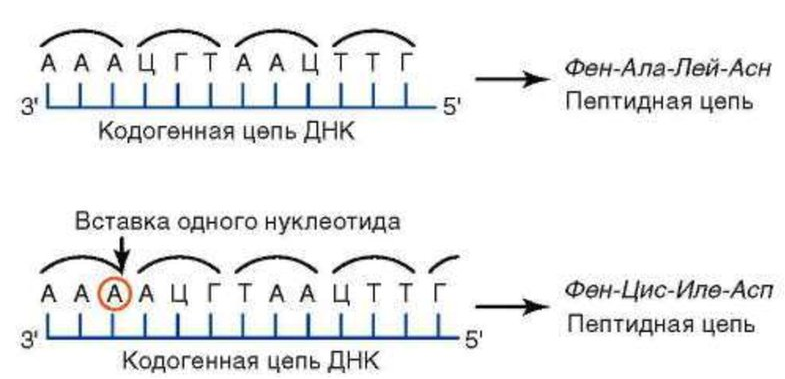 А А А Ц Г Т А А Ц Т Т Г
Фен-Ала-Лей-Асн
Пептидная цепь
3' 5'
Кодогенная цепь ДНК
Вставка одного нуклеотида
А А А А Ц Г Т А А Ц Т Т Г
Фен-Цис-Иле-Асп
Пептидная цепь
3' 5'
Кодогенная цепь ДНК